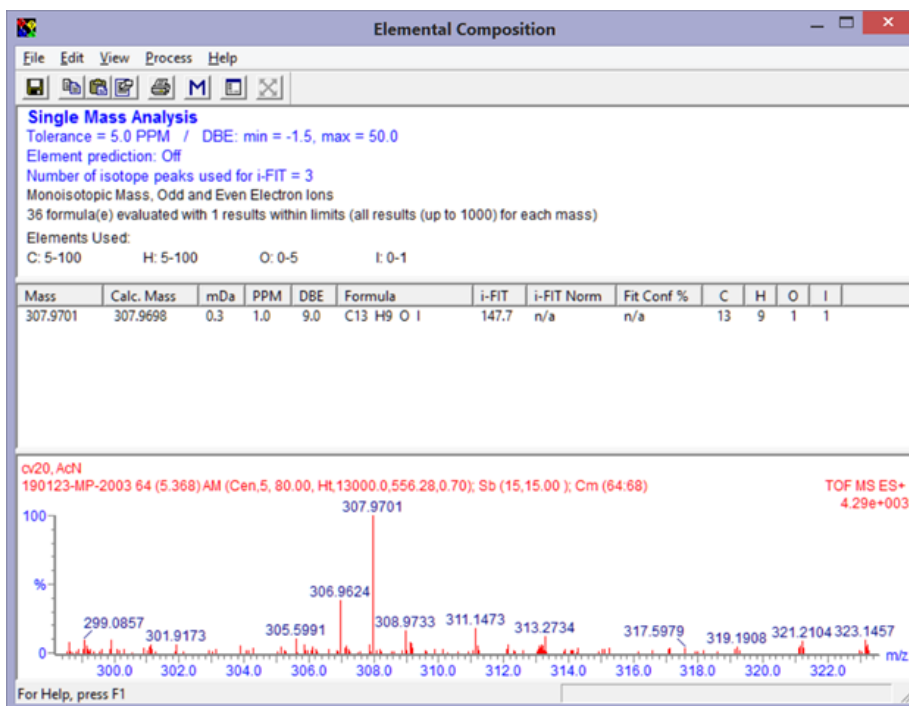 Elemental Composition
File Edit View Process Help
M
Single Mass Analysis
Tolerance = 5.0 PPM / DBE: min = -1.5, max = 50.0
Element prediction: Off
Number of isotope peaks used for i-FIT = 3
Monoisotopic Mass, Odd and Even Electron Ions
36 formula(e) evaluated with 1 results within limits (all results (up to 1000) for each mass)
Elements Used:
C: 5-100 H: 5-100 O: 0-5 I: 0-1
Mass Calc. Mass mDa PPM DBE Formula i-FIT i-FIT Norm Fit Conf % C H O I
307.9701 307.9698 0.3 1.0 9.0 C13 H9 O I 147.7 n/a n/a 13 9 1 1
cv20, AcN
190123-MP-2003 64 (5.368) AM (Cen,5, 80.00, Ht,13000.0,556.28,0.70); Sb (15,15.00 ); Cm (64:68) TOF MS ES+
4.29e+003
307.9701
100
%
306.9624
299.0857 301.9173 305.5991 308.9733 311.1473 313.2734 317.5979 319.1908 321.2104 323.1457
0
300.0 302.0 304.0 306.0 308.0 310.0 312.0 314.0 316.0 318.0 320.0 322.0 m/z
For Help, press F1